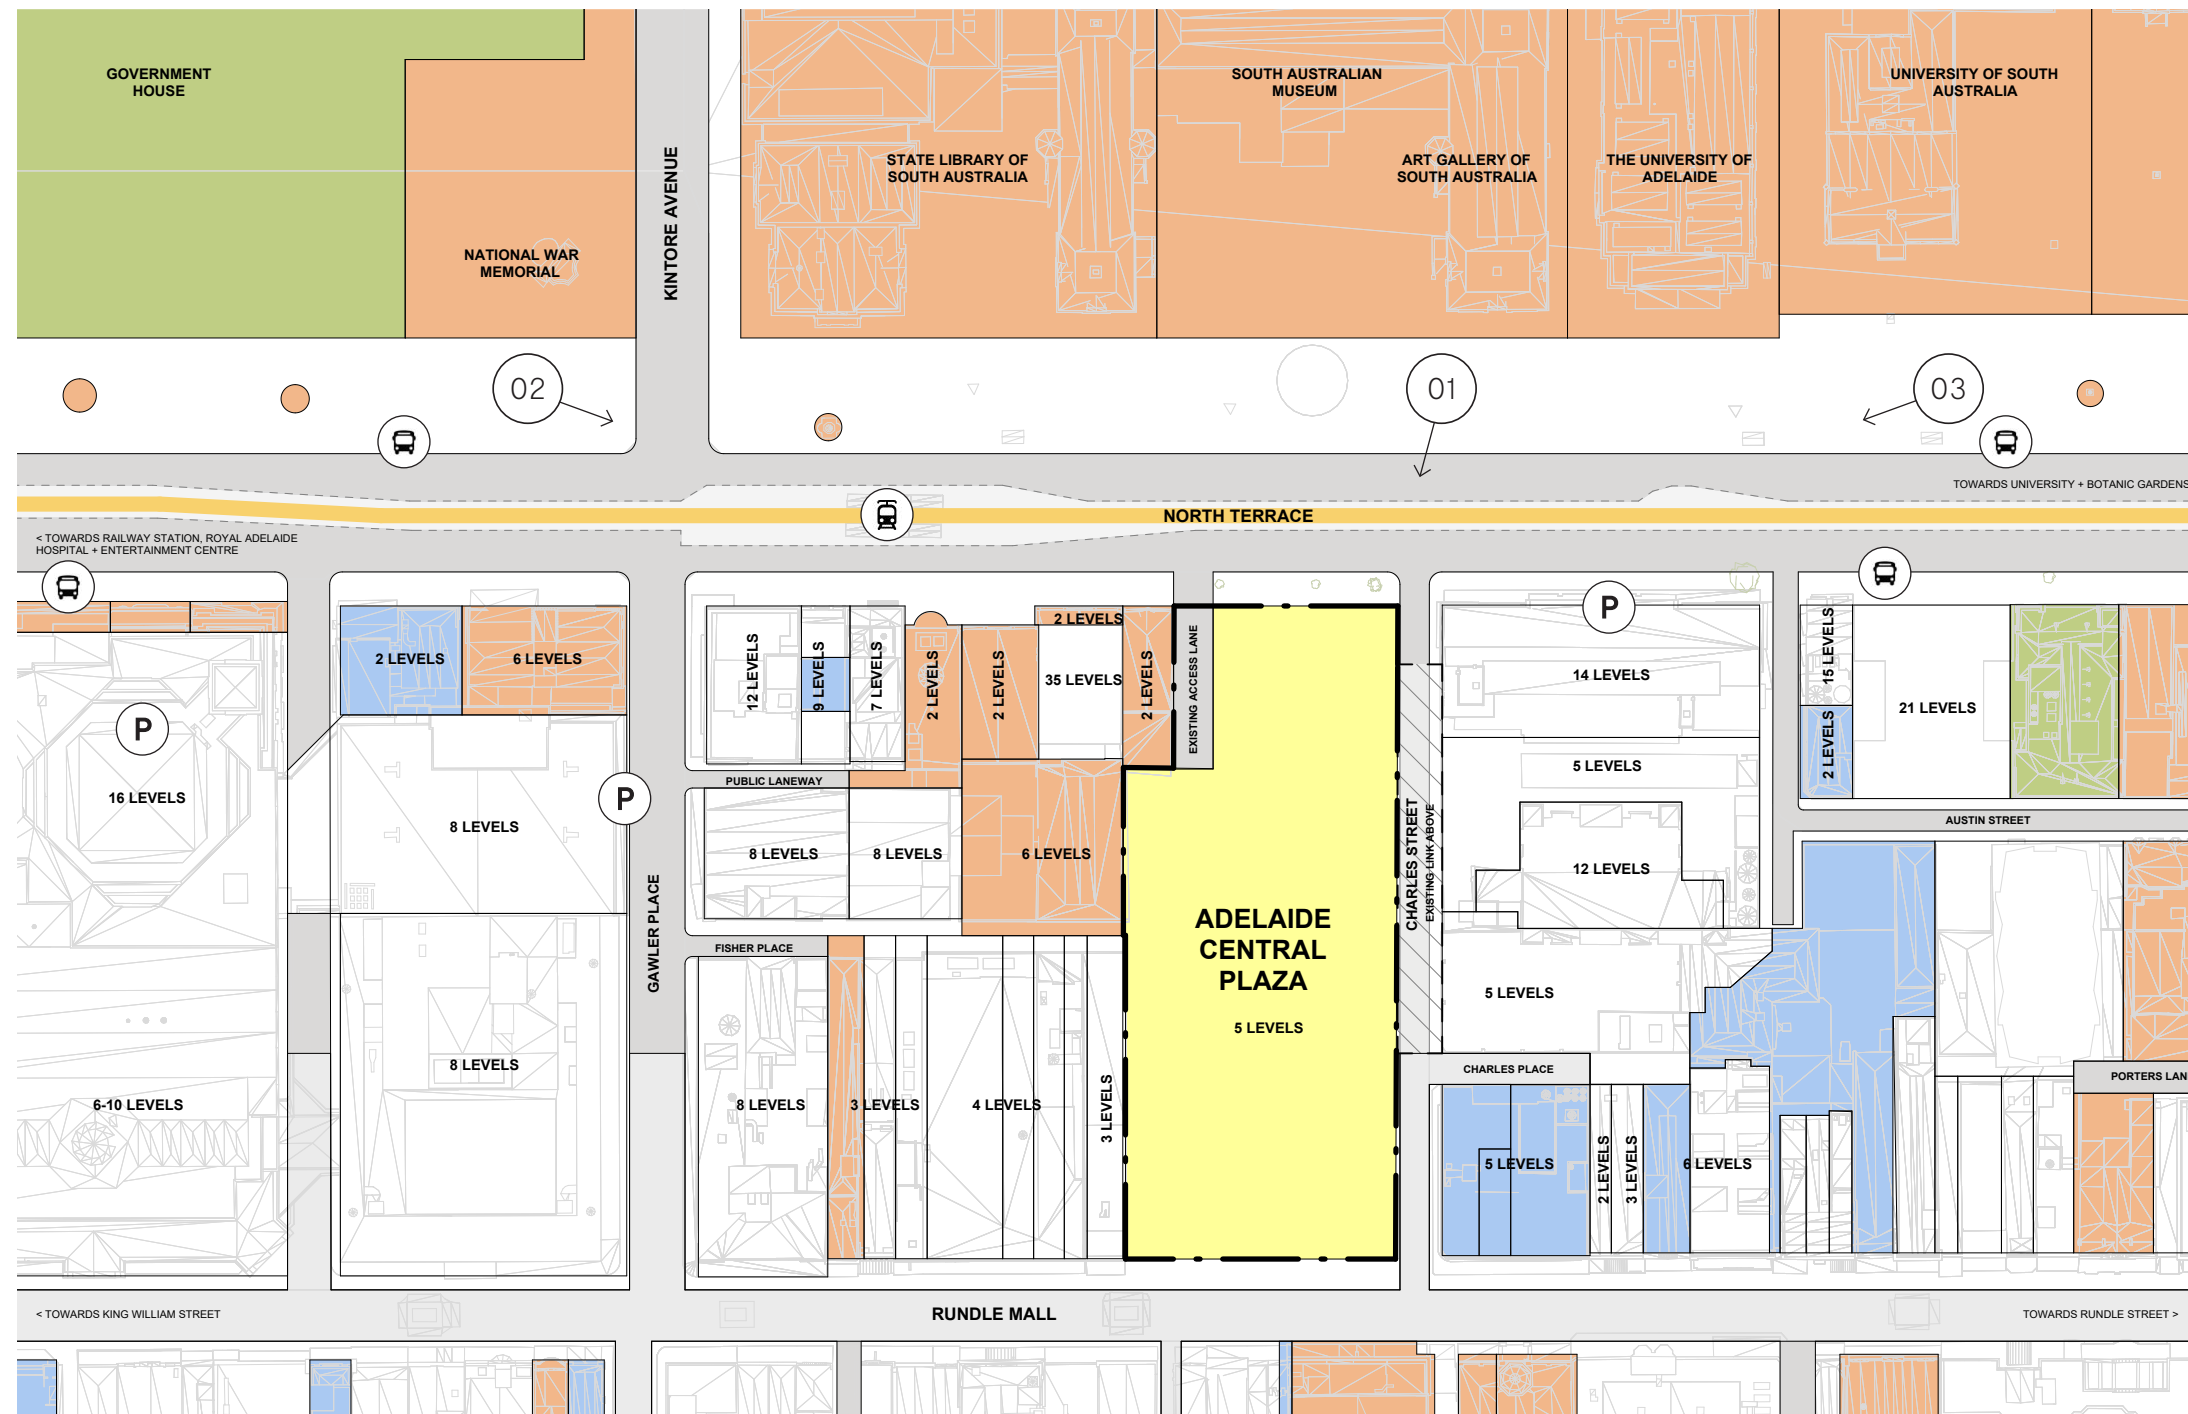 GOVERNMENT
HOUSE
NATIONAL WAR
MEMORIAL
KINTORE AVENUE
STATE LIBRARY OF
SOUTH AUSTRALIA
SOUTH AUSTRALIAN
MUSEUM
ART GALLERY OF
SOUTH AUSTRALIA
THE UNIVERSITY OF
ADELAIDE
UNIVERSITY OF SOUTH
AUSTRALIA
02
01
03
TOWARDS UNIVERSITY + BOTANIC GARDENS
NORTH TERRACE
< TOWARDS RAILWAY STATION, ROYAL ADELAIDE
HOSPITAL + ENTERTAINMENT CENTRE
P
16 LEVELS
6-10 LEVELS
2 LEVELS
6 LEVELS
8 LEVELS
8 LEVELS
P
GAWLER PLACE
12 LEVELS
9 LEVELS
7 LEVELS
2 LEVELS
2 LEVELS
2 LEVELS
35 LEVELS
2 LEVELS
EXISTING ACCESS LANE
PUBLIC LANEWAY
8 LEVELS
8 LEVELS
6 LEVELS
FISHER PLACE
8 LEVELS
3 LEVELS
4 LEVELS
3 LEVELS
ADELAIDE
CENTRAL
PLAZA
5 LEVELS
CHARLES STREET
EXISTING LINK ABOVE
P
14 LEVELS
5 LEVELS
12 LEVELS
5 LEVELS
CHARLES PLACE
5 LEVELS
2 LEVELS
3 LEVELS
6 LEVELS
15 LEVELS
2 LEVELS
21 LEVELS
AUSTIN STREET
PORTERS LAN
< TOWARDS KING WILLIAM STREET
RUNDLE MALL
TOWARDS RUNDLE STREET >